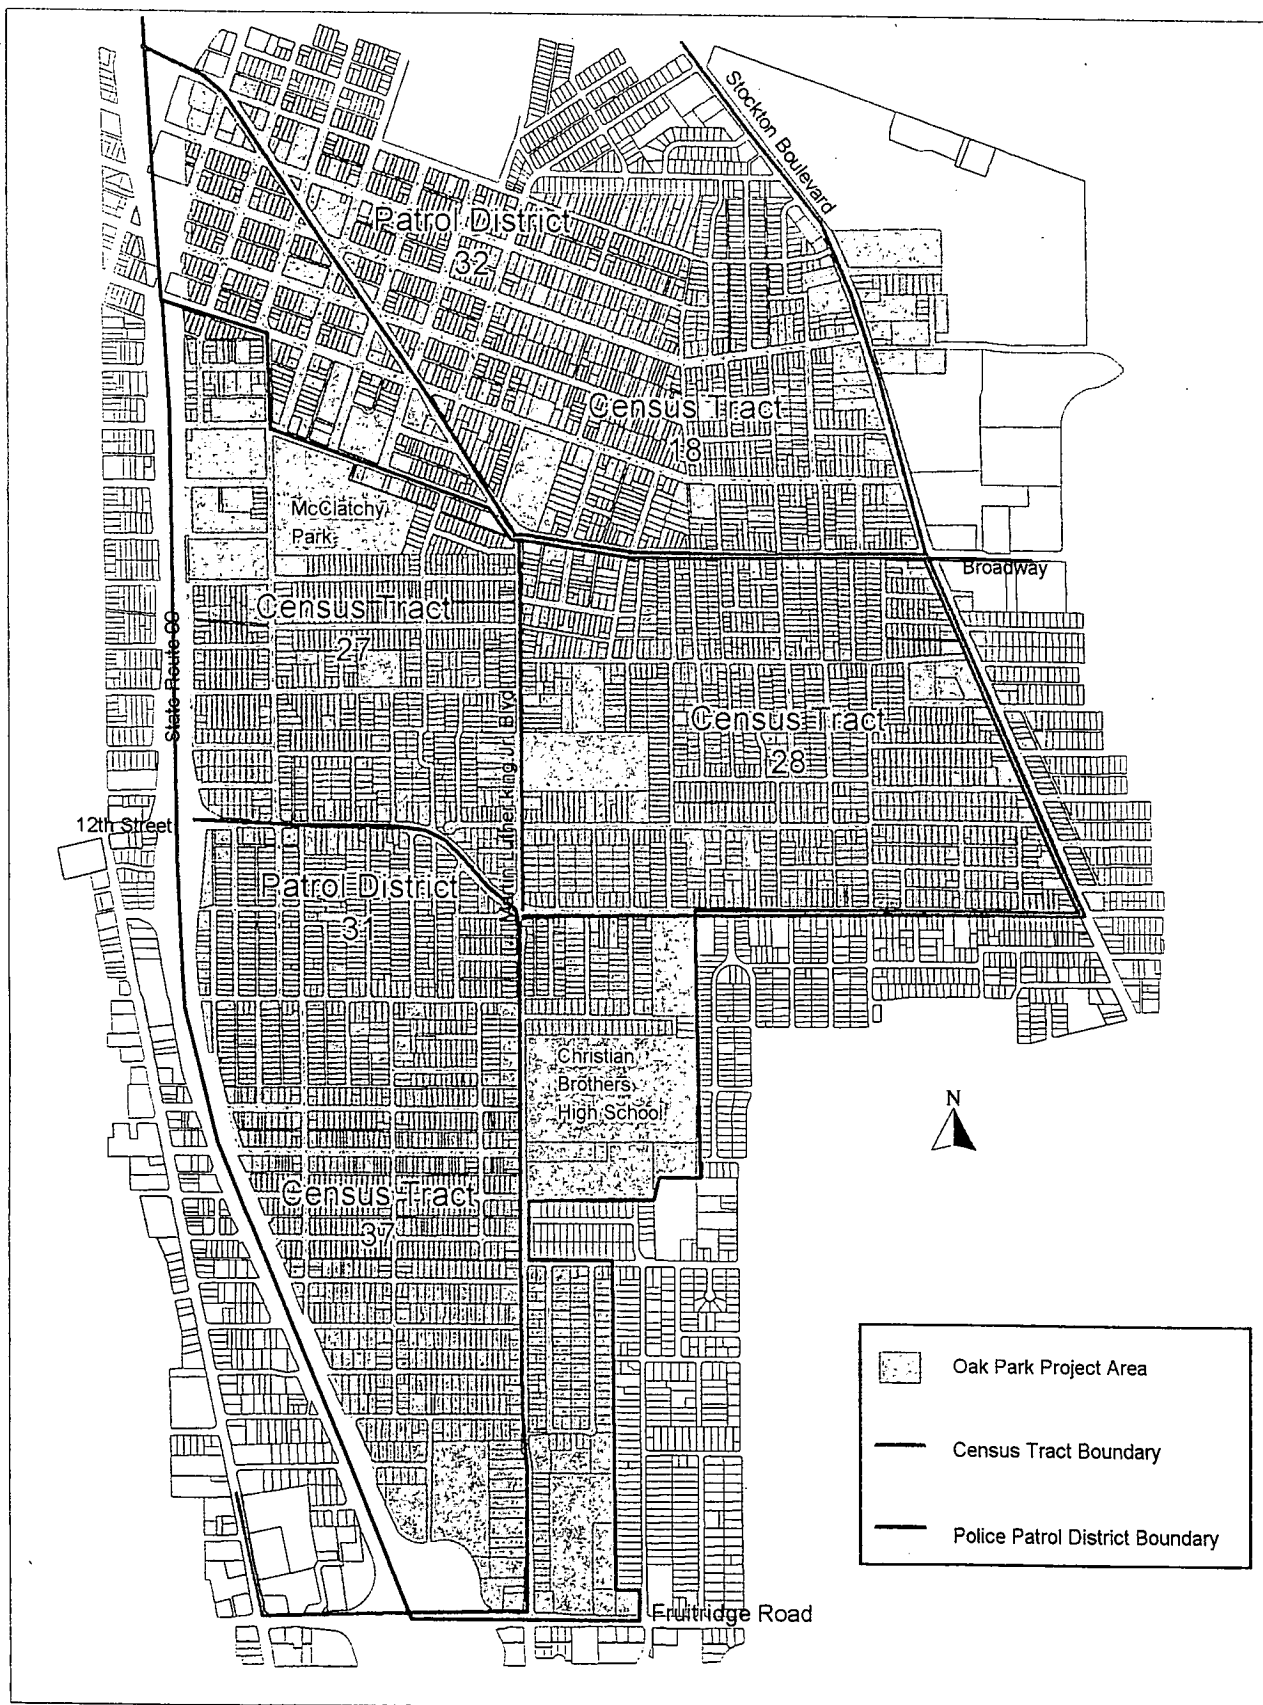 Stockton Boulevard
Patrol District
32
Census Tract
18
McClatchy
Park
Broadway
Census Tract
27
State Route 99
Martin Luther King Jr. Blvd
Census Tract
28
12th Street
Patrol District
31
Christian
Brothers
High School
N
Census Tract
37
Oak Park Project Area
Census Tract Boundary
Police Patrol District Boundary
Fruitridge Road